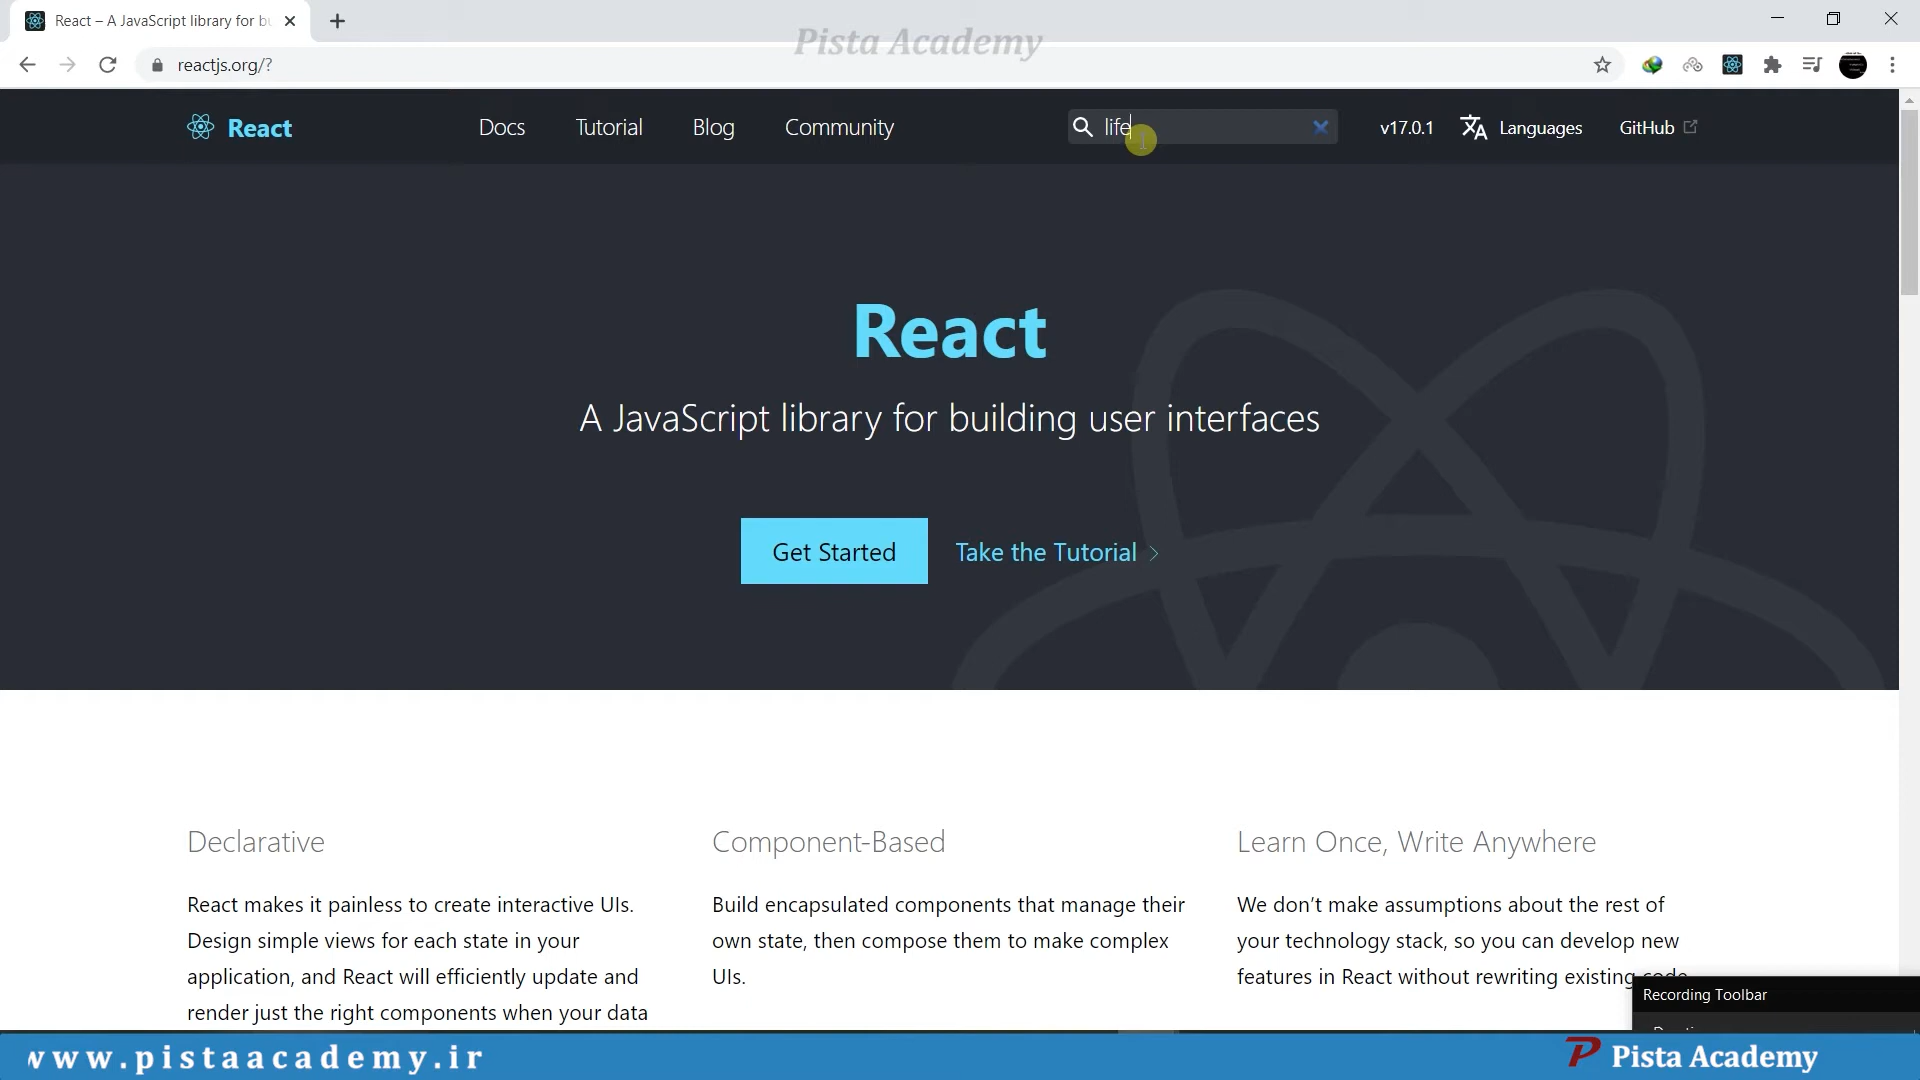 React – A JavaScript library for bu
Pista Academy
reactjs.org/?
React
Docs
Tutorial
Blog
Community
life
v17.0.1
Languages
GitHub
React
A JavaScript library for building user interfaces
Get Started
Take the Tutorial
Declarative
React makes it painless to create interactive UIs.
Design simple views for each state in your
application, and React will efficiently update and
render just the right components when your data
Component-Based
Build encapsulated components that manage their
own state, then compose them to make complex
UIs.
Learn Once, Write Anywhere
We don’t make assumptions about the rest of
your technology stack, so you can develop new
features in React without rewriting existing code
Recording Toolbar
www.pistaacademy.ir
Pista Academy